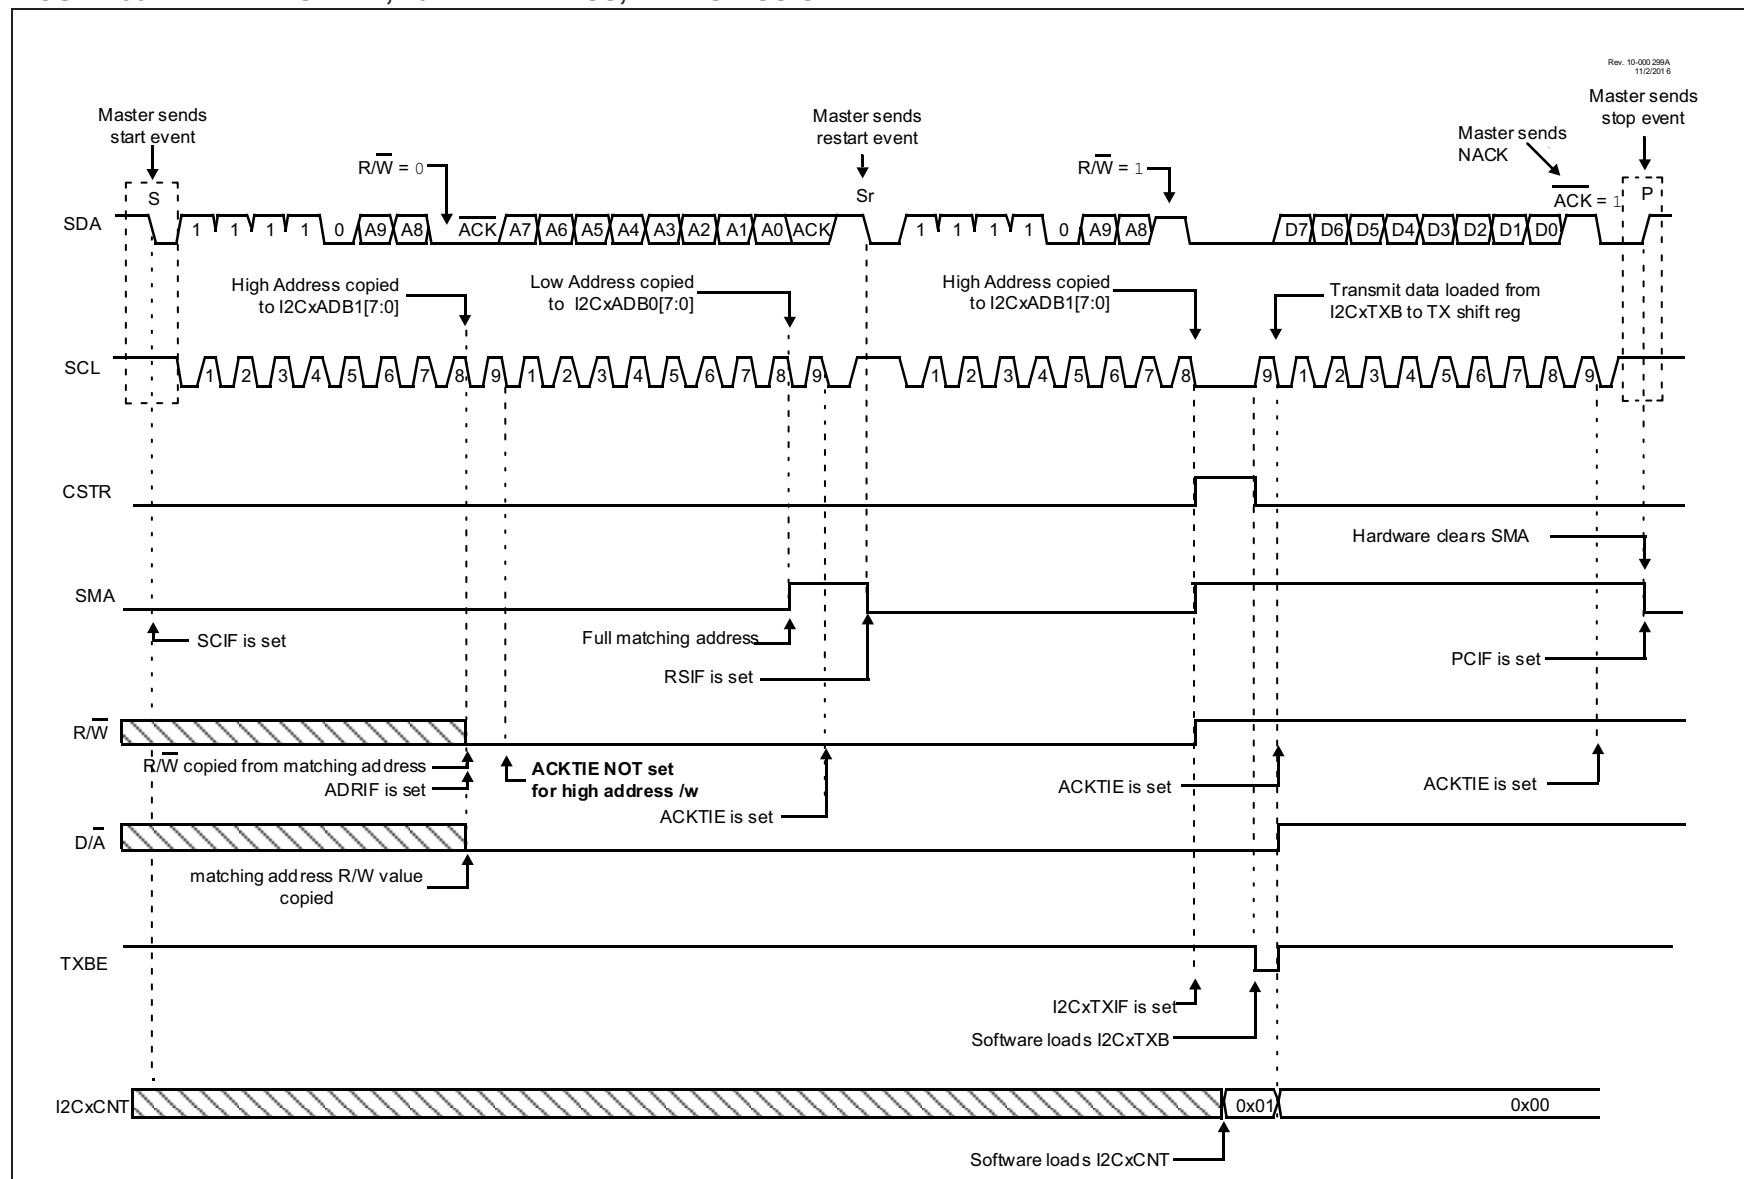 Rev. 10-000 299A
11/2/201 6
Master sends
start event
Master sends
restart event
Master sends
stop event
Master sends
NACK
R/W = 0
R/W = 1
ACK = 1
S
Sr
P
SDA
1 1 1 1 0 A9 A8 ACK A7 A6 A5 A4 A3 A2 A1 A0 ACK 1 1 1 1 0 A9 A8 D7 D6 D5 D4 D3 D2 D1 D0
High Address copied
to I2CxADB1[7:0]
Low Address copied
to I2CxADB0[7:0]
High Address copied
to I2CxADB1[7:0]
Transmit data loaded from
I2CxTXB to TX shift reg
SCL
1 2 3 4 5 6 7 8 9 1 2 3 4 5 6 7 8 9 1 2 3 4 5 6 7 8 9 1 2 3 4 5 6 7 8 9
CSTR
Hardware clears SMA
SMA
SCIF is set
Full matching address
RSIF is set
PCIF is set
R/W
R/W copied from matching address
ADRIF is set
ACKTIE NOT set
for high address /w
ACKTIE is set
ACKTIE is set
ACKTIE is set
D/A
matching address R/W value
copied
TXBE
I2CxTXIF is set
Software loads I2CxTXB
I2CxCNT
0x01
0x00
Software loads I2CxCNT